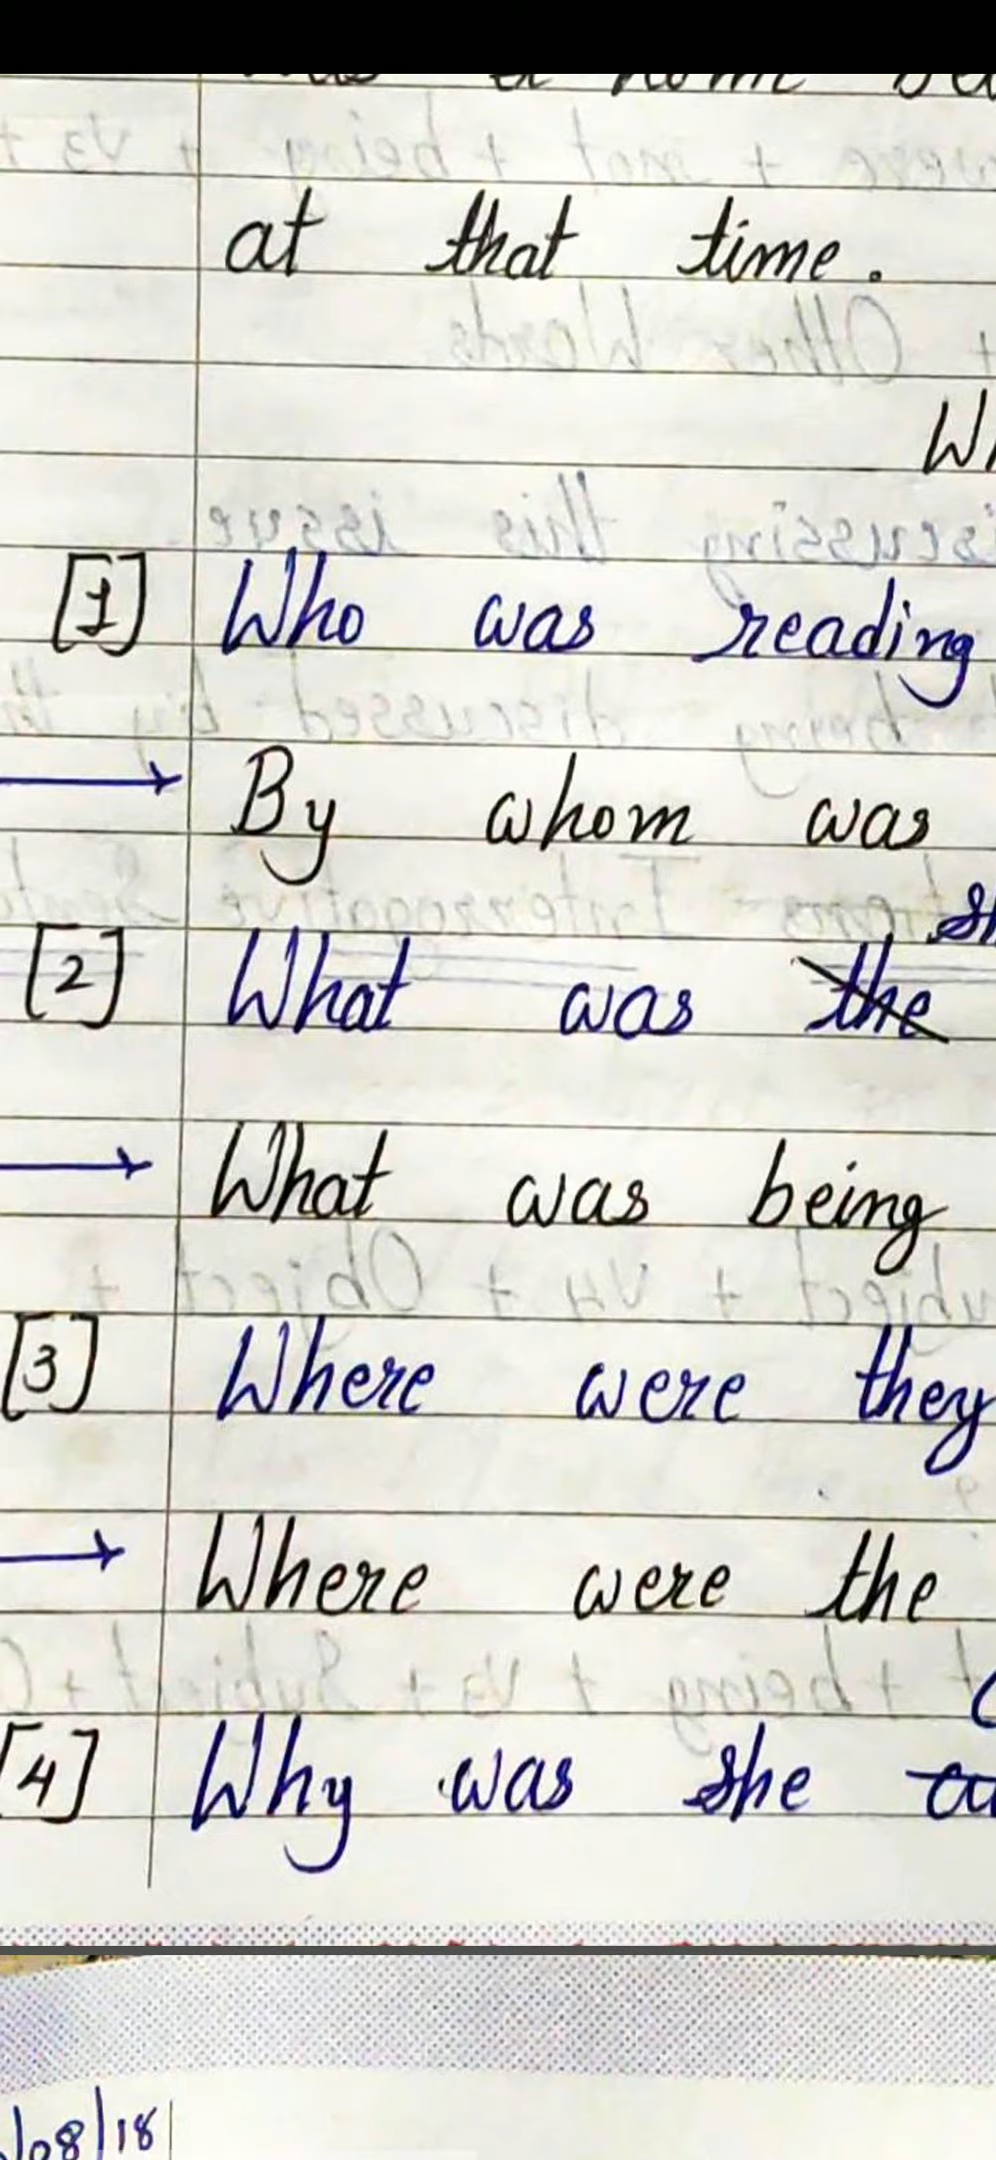 at that time.
[1] Who was reading
→ By whom was
[2] What was the
→ What was being
[3] Where were they
→ Where were the
[4] Why was she
/08/18